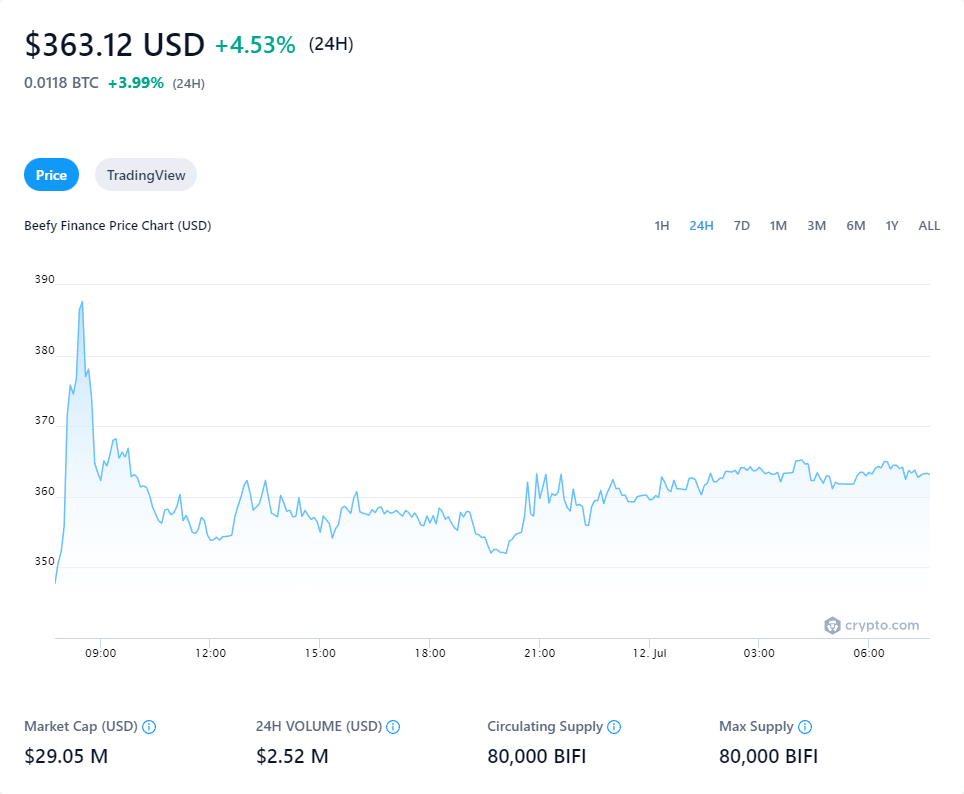 $363.12 USD +4.53% (24H)
0.0118 BTC +3.99% (24H)
Price TradingView
Beefy Finance Price Chart (USD) 1H 24H 7D 1M 3M 6M 1Y ALL
390
380
370
360
350
crypto.com
09:00 12:00 15:00 18:00 21:00 12. Jul 03:00 06:00
Market Cap (USD) 24H VOLUME (USD) Circulating Supply Max Supply
$29.05 M $2.52 M 80,000 BIFI 80,000 BIFI